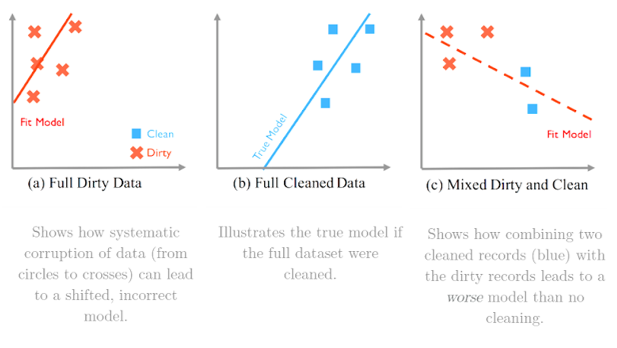 Fit Model
Clean
Dirty
(a) Full Dirty Data
Shows how systematic
corruption of data (from
circles to crosses) can lead
to a shifted, incorrect
model.
True Model
(b) Full Cleaned Data
Illustrates the true model if
the full dataset were
cleaned.
Fit Model
(c) Mixed Dirty and Clean
Shows how combining two
cleaned records (blue) with
the dirty records leads to a
worse model than no
cleaning.